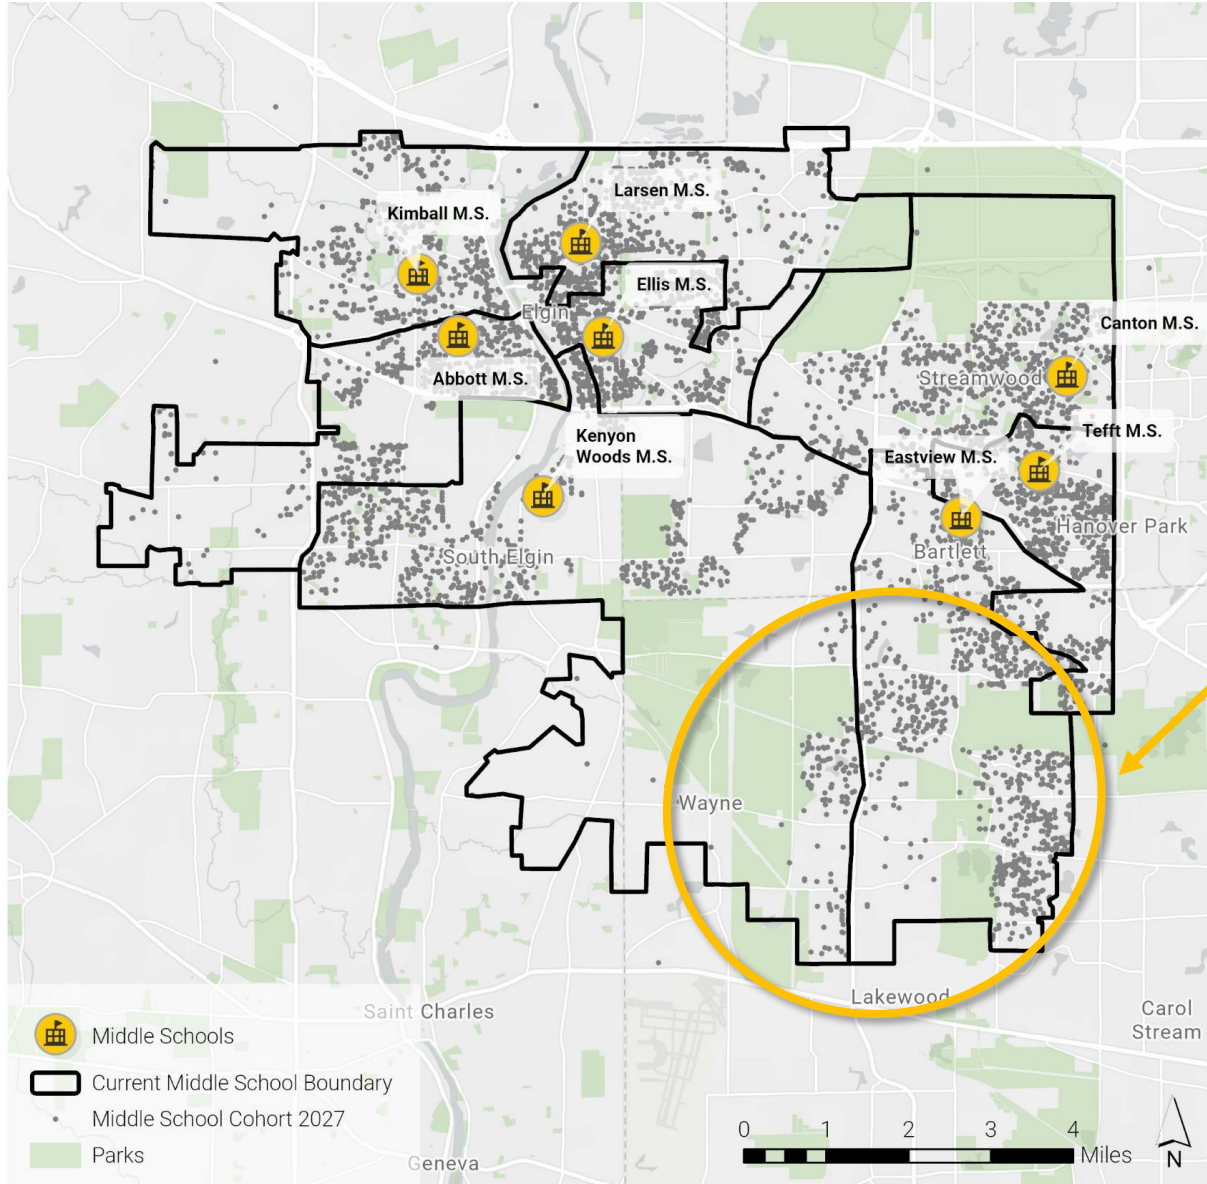 Larsen M.S.
Kimball M.S.
Ellis M.S.
Elgin
Canton M.S.
Abbott M.S.
Streamwood
Tefft M.S.
Kenyon
Woods M.S.
Eastview M.S.
Hanover Park
Bartlett
South Elgin
Wayne
Lakewood
Saint Charles
Carol
Stream
Middle Schools
Current Middle School Boundary
Middle School Cohort 2027
Parks
Geneva
0 1 2 3 4
Miles
N